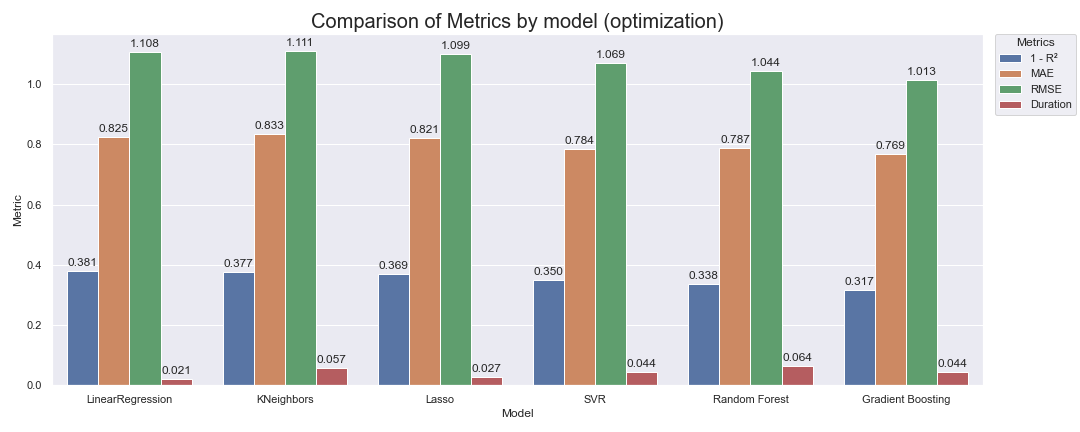 Comparison of Metrics by model (optimization)
Metrics
1 - R²
MAE
RMSE
Duration
Metric
1.0
0.8
0.6
0.4
0.2
0.0
0.381
0.825
1.108
0.021
0.377
0.833
1.111
0.057
0.369
0.821
1.099
0.027
0.350
0.784
1.069
0.044
0.338
0.787
1.044
0.064
0.317
0.769
1.013
0.044
LinearRegression
KNeighbors
Lasso
SVR
Random Forest
Gradient Boosting
Model